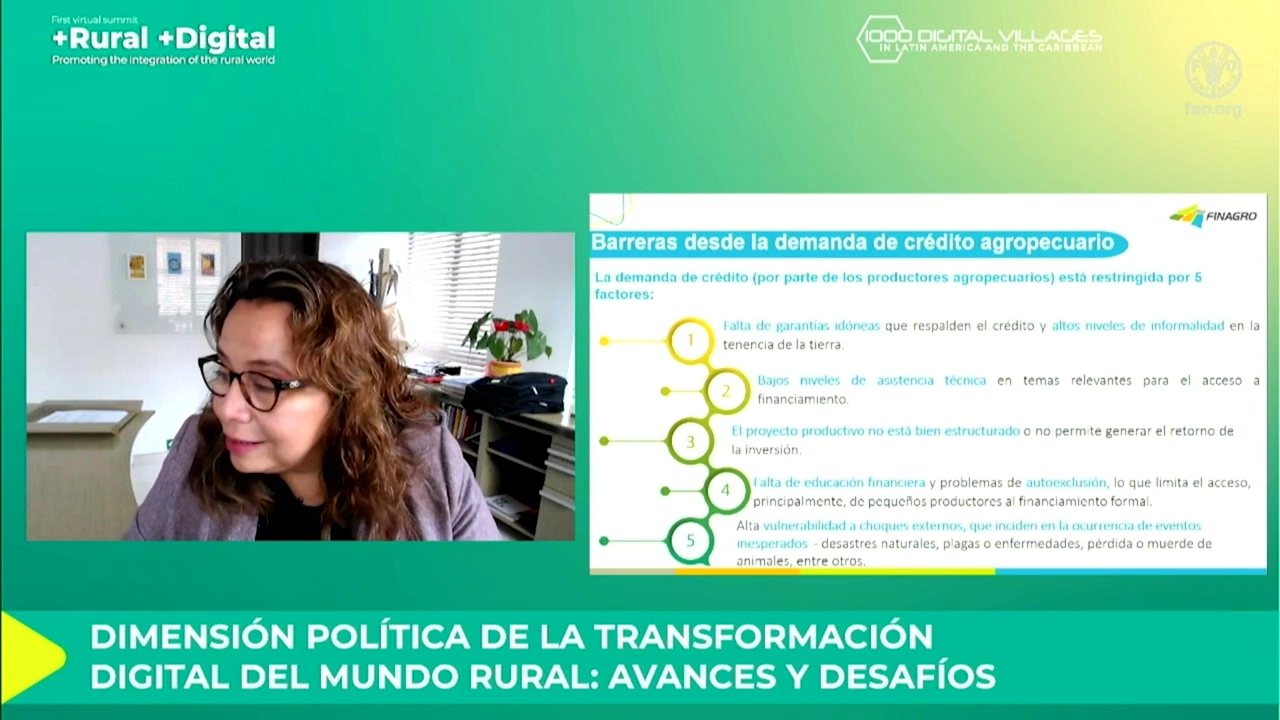 First virtual summit
+Rural +Digital
Promoting the integration of the rural world
1000 DIGITAL VILLAGES
IN LATIN AMERICA AND THE CARIBBEAN
fao.org
FINAGRO
Barreras desde la demanda de crédito agropecuario
La demanda de crédito (por parte de los productores agropecuarios) está restringida por 5
factores:
1
Falta de garantías idóneas que respalden el crédito y altos niveles de informalidad en la
tenencia de la tierra.
2
Bajos niveles de asistencia técnica en temas relevantes para el acceso a
financiamiento.
3
El proyecto productivo no está bien estructurado o no permite generar el retorno de
la inversión.
4
Falta de educación financiera y problemas de autoexclusión, lo que limita el acceso,
principalmente, de pequeños productores al financiamiento formal.
5
Alta vulnerabilidad a choques externos, que inciden en la ocurrencia de eventos
inesperados - desastres naturales, plagas o enfermedades, pérdida o muerde de
animales, entre otros.
DIMENSIÓN POLÍTICA DE LA TRANSFORMACIÓN
DIGITAL DEL MUNDO RURAL: AVANCES Y DESAFÍOS